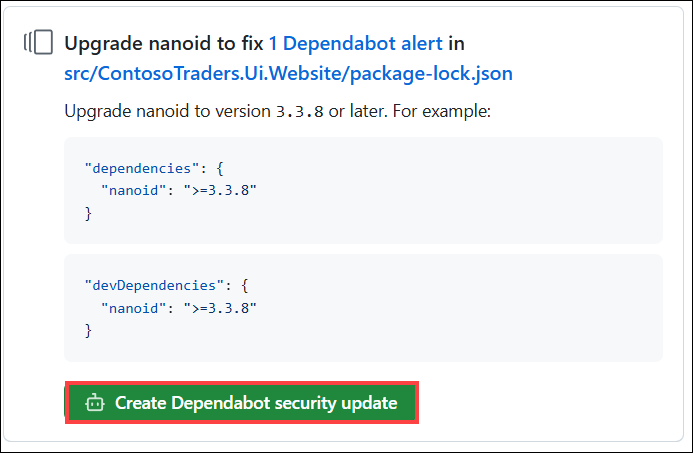 Upgrade nanoid to fix 1 Dependabot alert in
src/ContosoTraders.Ui.Website/package-lock.json
Upgrade nanoid to version 3.3.8 or later. For example:
"dependencies": {
  "nanoid": ">=3.3.8"
}
"devDependencies": {
  "nanoid": ">=3.3.8"
}
Create Dependabot security update